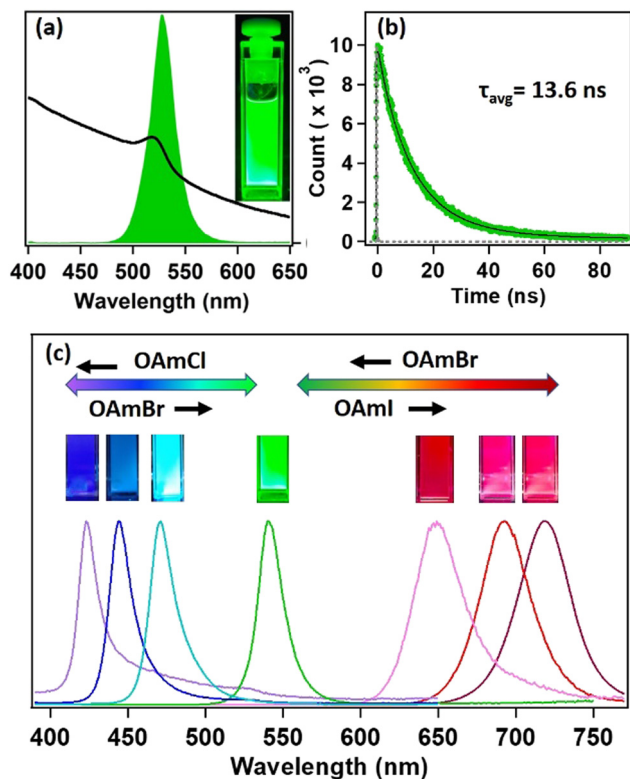 (a)
400 450 500 550 600 650
Wavelength (nm)
(b)
τavg= 13.6 ns
Count ( x 10³)
10
8
6
4
2
0
0 20 40 60 80
Time (ns)
(c)
OAmCl
OAmBr
OAmBr
OAmI
400 450 500 550 600 650 700 750
Wavelength (nm)